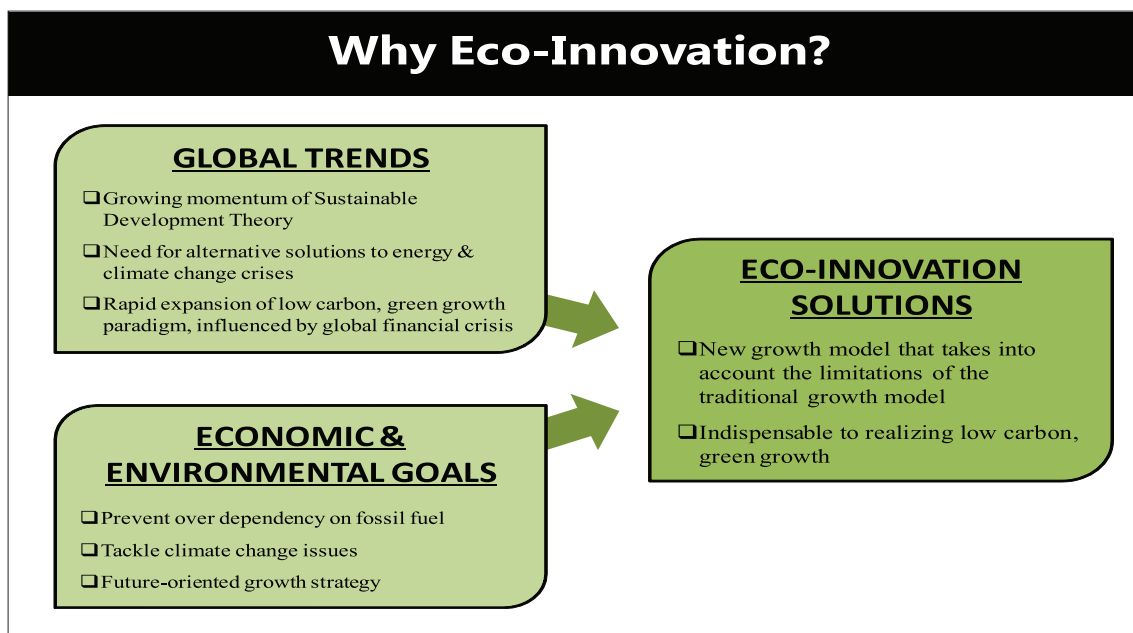 Why Eco-Innovation?
GLOBAL TRENDS
❑Growing momentum of Sustainable
Development Theory
❑Need for alternative solutions to energy &
climate change crises
❑Rapid expansion of low carbon, green growth
paradigm, influenced by global financial crisis
ECONOMIC &
ENVIRONMENTAL GOALS
❑Prevent over dependency on fossil fuel
❑Tackle climate change issues
❑Future-oriented growth strategy
ECO-INNOVATION
SOLUTIONS
❑New growth model that takes into
account the limitations of the
traditional growth model
❑Indispensable to realizing low carbon,
green growth